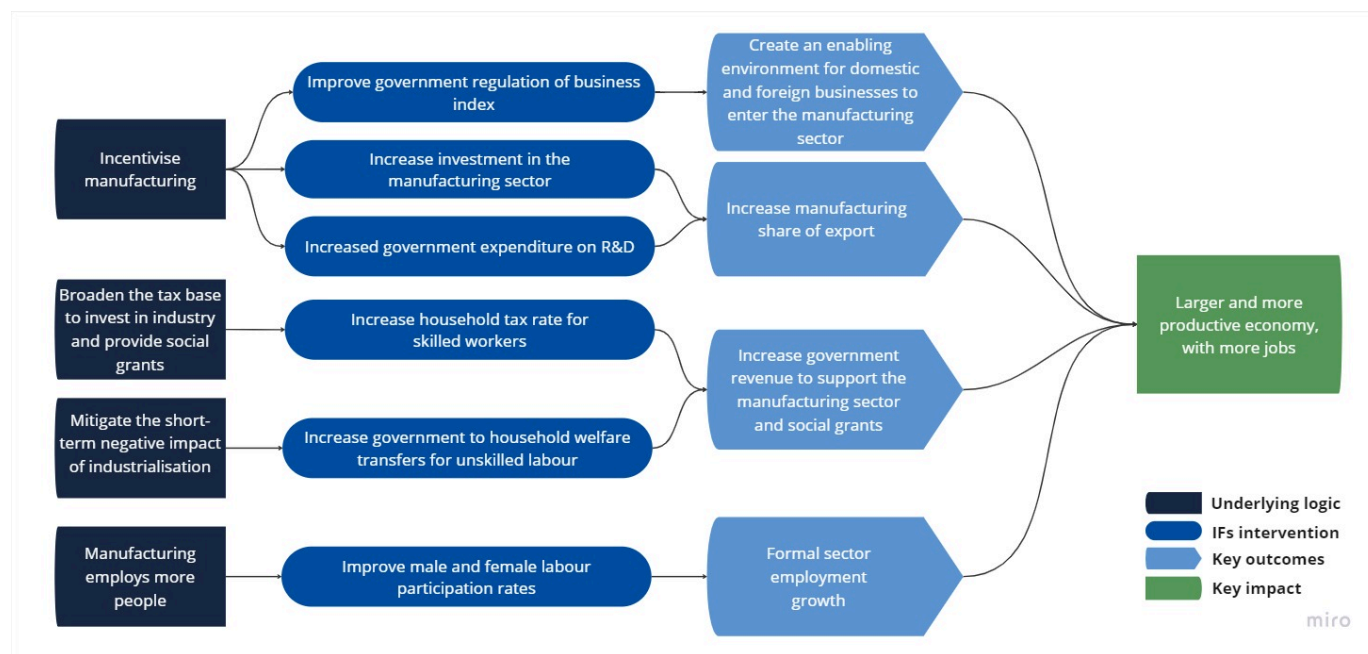 Incentivise
manufacturing
Broaden the tax base
to invest in industry
and provide social
grants
Mitigate the short-
term negative impact
of industrialisation
Manufacturing
employs more
people
Improve government regulation of business
index
Increase investment in the
manufacturing sector
Increased government expenditure on R&D
Increase household tax rate for
skilled workers
Increase government to household welfare
transfers for unskilled labour
Improve male and female labour
participation rates
Create an enabling
environment for domestic
and foreign businesses to
enter the manufacturing
sector
Increase manufacturing
share of export
Increase government
revenue to support the
manufacturing sector
and social grants
Formal sector
employment
growth
Larger and more
productive economy,
with more jobs
Underlying logic
IFs intervention
Key outcomes
Key impact
miro